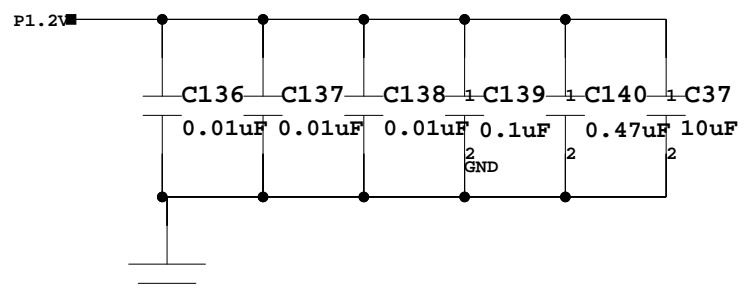 P1.2V
C136 C137 C138 1 C139 1 C140 1 C37
0.01uF 0.01uF 0.01uF 0.1uF 0.47uF 10uF
2 2 2
GND